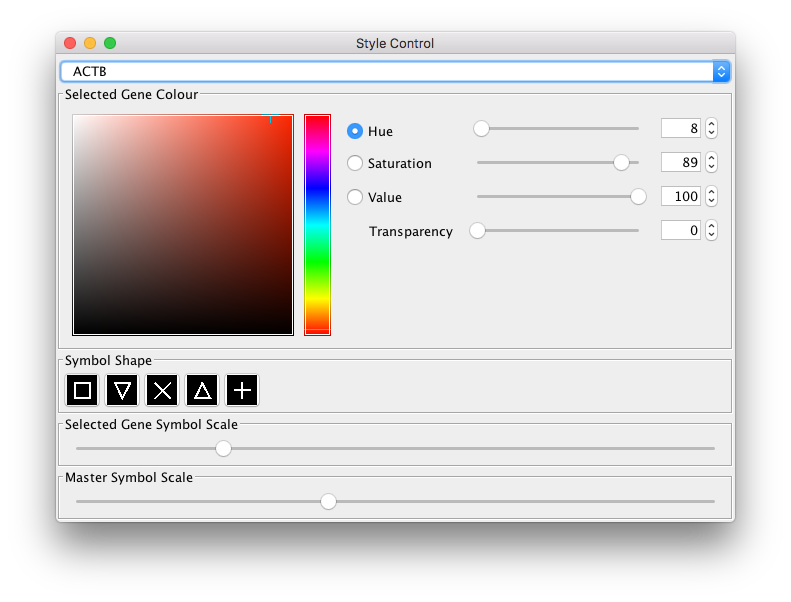 Style Control
ACTB
Selected Gene Colour
Hue 8
Saturation 89
Value 100
Transparency 0
Symbol Shape
Selected Gene Symbol Scale
Master Symbol Scale